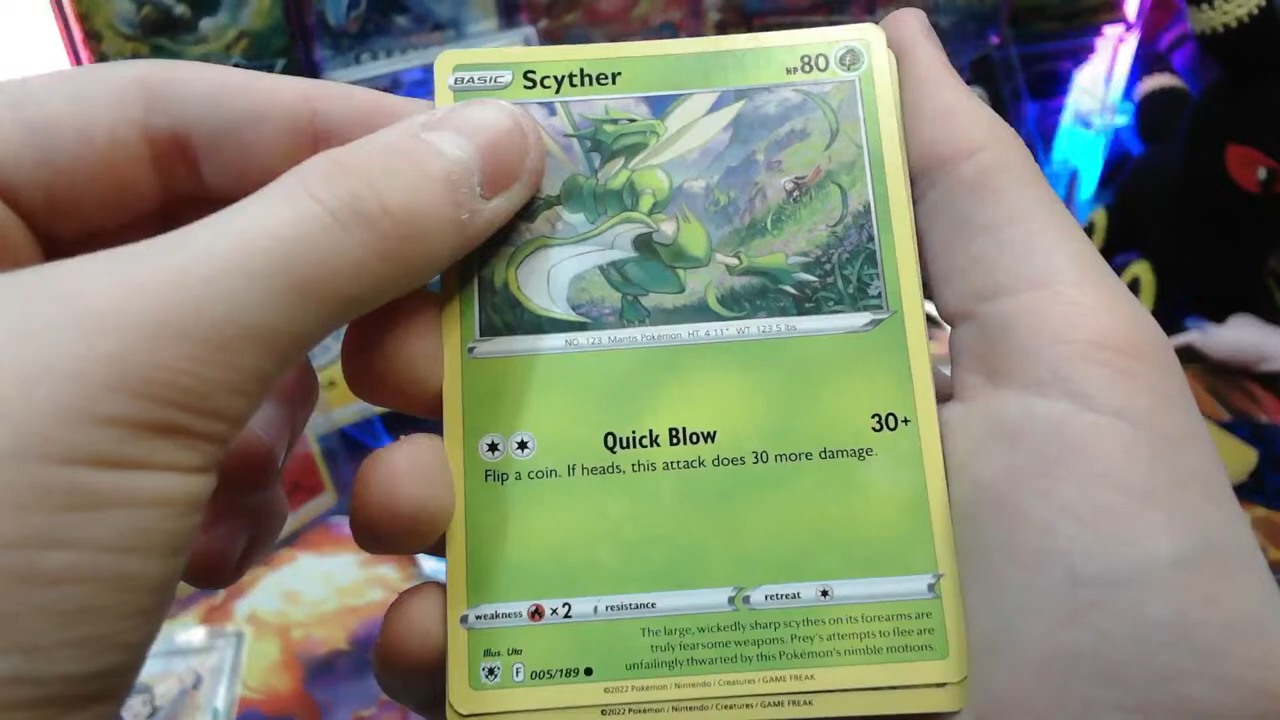 BASIC Scyther HP 80
NO. 123 Mantis Pokémon HT. 4'11" WT. 123.5 lbs
Quick Blow 30+
Flip a coin. If heads, this attack does 30 more damage.
weakness ×2 resistance retreat
The large, wickedly sharp scythes on its forearms are
truly fearsome weapons. Prey's attempts to flee are
unfailingly thwarted by this Pokémon's nimble motions.
Illus. Uta
F 005/189
©2022 Pokémon / Nintendo / Creatures / GAME FREAK
©2022 Pokémon / Nintendo / Creatures / GAME FREAK